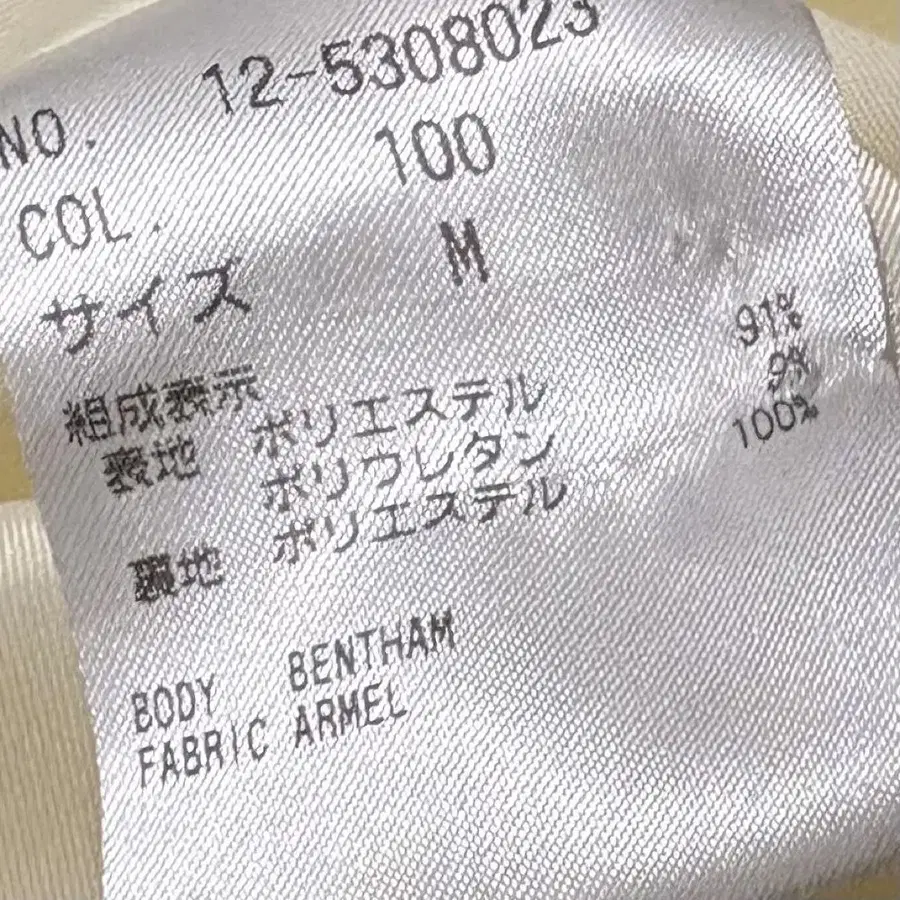 NO. 12-5308023
COL. 100
サイズ M
組成表示
表地 ポリエステル 91%
ポリウレタン 9%
裏地 ポリエステル 100%
BODY BENTHAM
FABRIC ARMEL